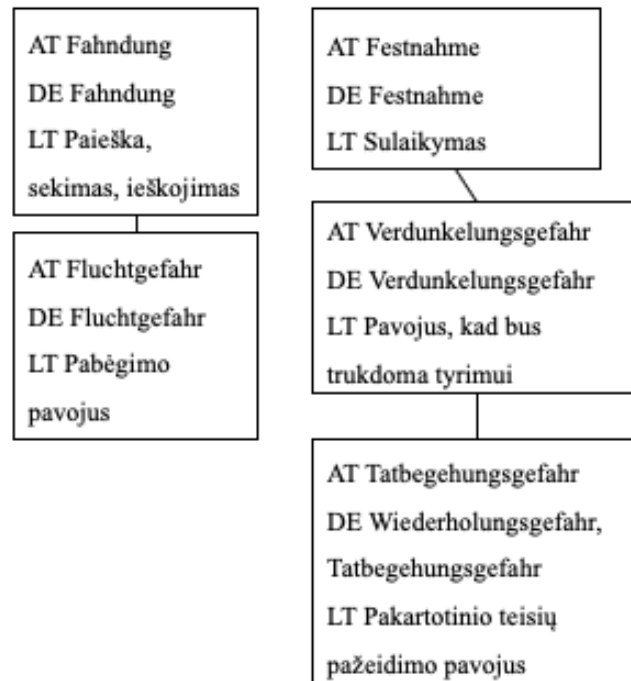 AT Fahndung
DE Fahndung
LT Paieška,
sekimas, ieškojimas
AT Fluchtgefahr
DE Fluchtgefahr
LT Pabėgimo
pavojus
AT Festnahme
DE Festnahme
LT Sulaikymas
AT Verdunkelungsgefahr
DE Verdunkelungsgefahr
LT Pavojus, kad bus
trukdoma tyrimui
AT Tatbegehungsgefahr
DE Wiederholungsgefahr,
Tatbegehungsgefahr
LT Pakartotinio teisių
pažeidimo pavojus